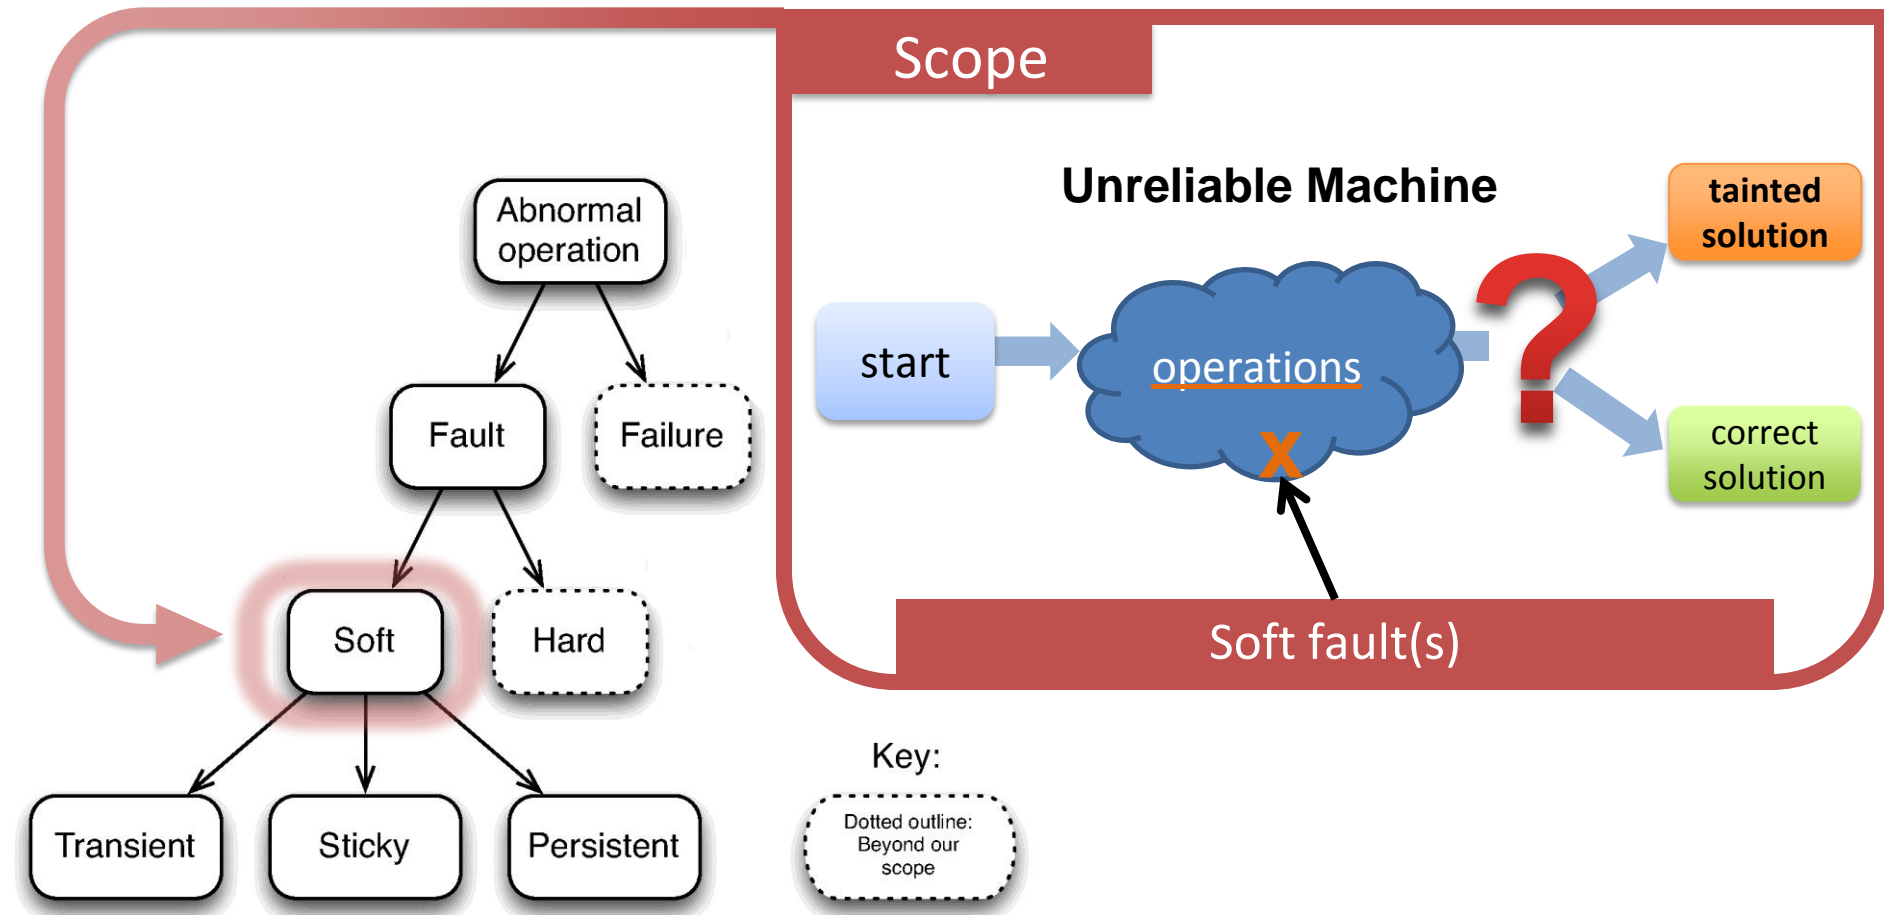 Scope
Unreliable Machine
tainted
solution
start
operations
x
?
correct
solution
Soft fault(s)
Abnormal
operation
Fault
Failure
Soft
Hard
Transient
Sticky
Persistent
Key:
Dotted outline:
Beyond our
scope